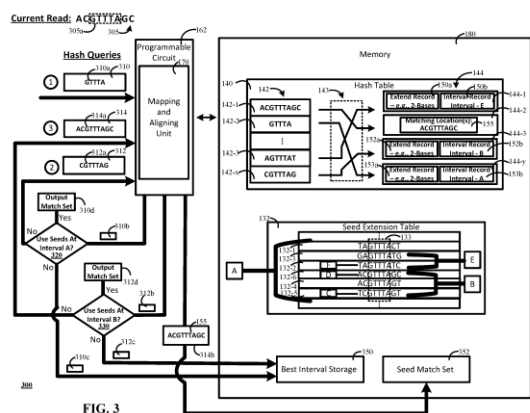 Current Read: ACGTTTAGC
305a
305
162
180
Programmable
Circuit
170
Mapping
and
Aligning
Unit
Hash Queries
1
310a
310
GTTTA
3
314a
314
ACGTTTAGC
2
312a
312
CGTTTAG
Output
Match Set
310d
Yes
No
No
310b
Use Seeds At
Interval A?
320
Output
Match Set
312d
Yes
No
312b
Use Seeds At
Interval B?
330
312c
310c
155
ACGTTTAGC
314b
Memory
Hash Table
140
142
143
144
150a
150b
142-1
ACGTTTAGC
142-2
GTTTA
142-3
AGTTTAT
CGTTTAG
Extend Record
– e.g., 2-Bases
Interval Record
Interval - E
144-1
144-2
Matching Location(s):
ACGTTTAGC
155
144-3
152a
Extend Record
– e.g., 2-Bases
Interval Record
Interval - B
152b
144-y
153a
Extend Record
– e.g., 2-Bases
Interval Record
Interval - A
153b
132
Seed Extension Table
133
TAGTTTACT
GAGTTTATG
TAGTTTATC
ACGTTTAGC
ACGTTTAGT
TCGTTTAGT
A
F
D
C
E
B
350
Best Interval Storage
352
Seed Match Set
300
FIG. 3